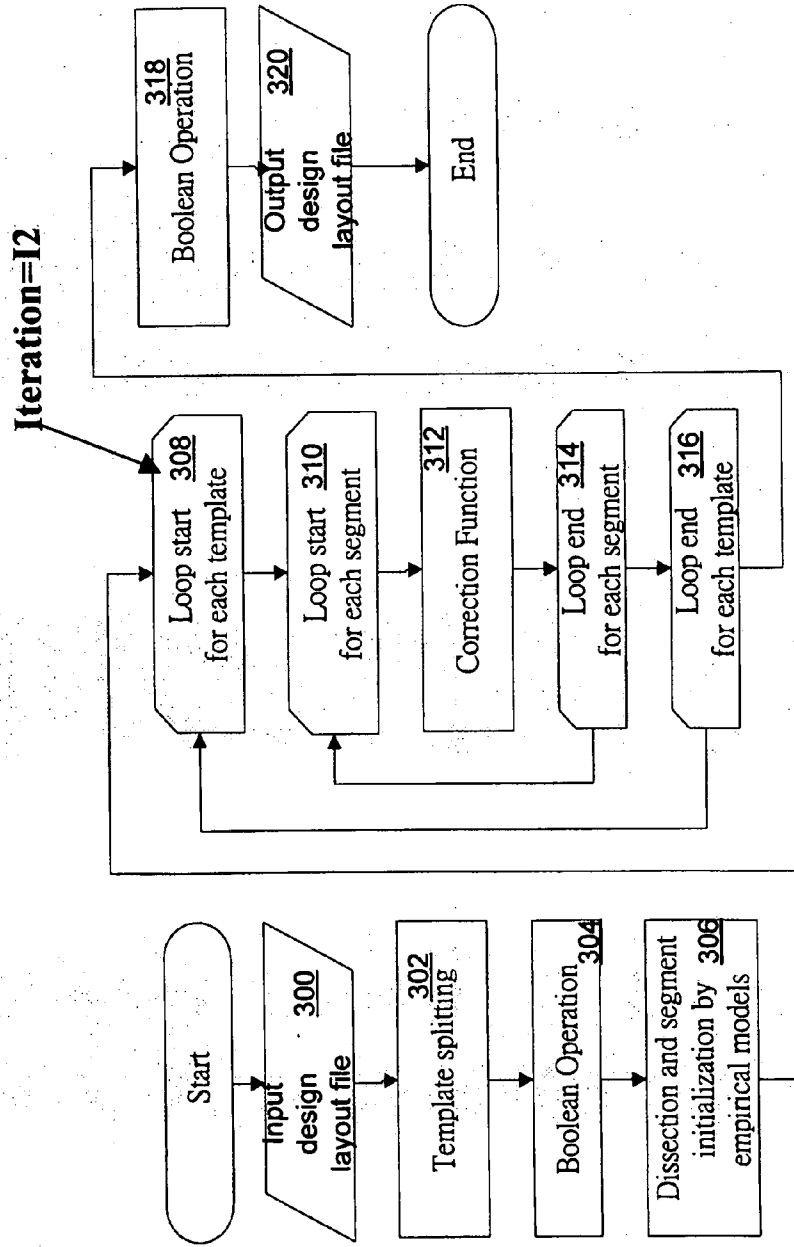 Start
Input
design
layout file
300
Template splitting
302
Boolean Operation
304
Dissection and segment
initialization by
empirical models
306
Iteration=I2
Loop start
for each template
308
Loop start
for each segment
310
Correction Function
312
Loop end
for each segment
314
Loop end
for each template
316
Boolean Operation
318
Output
design
layout file
320
End